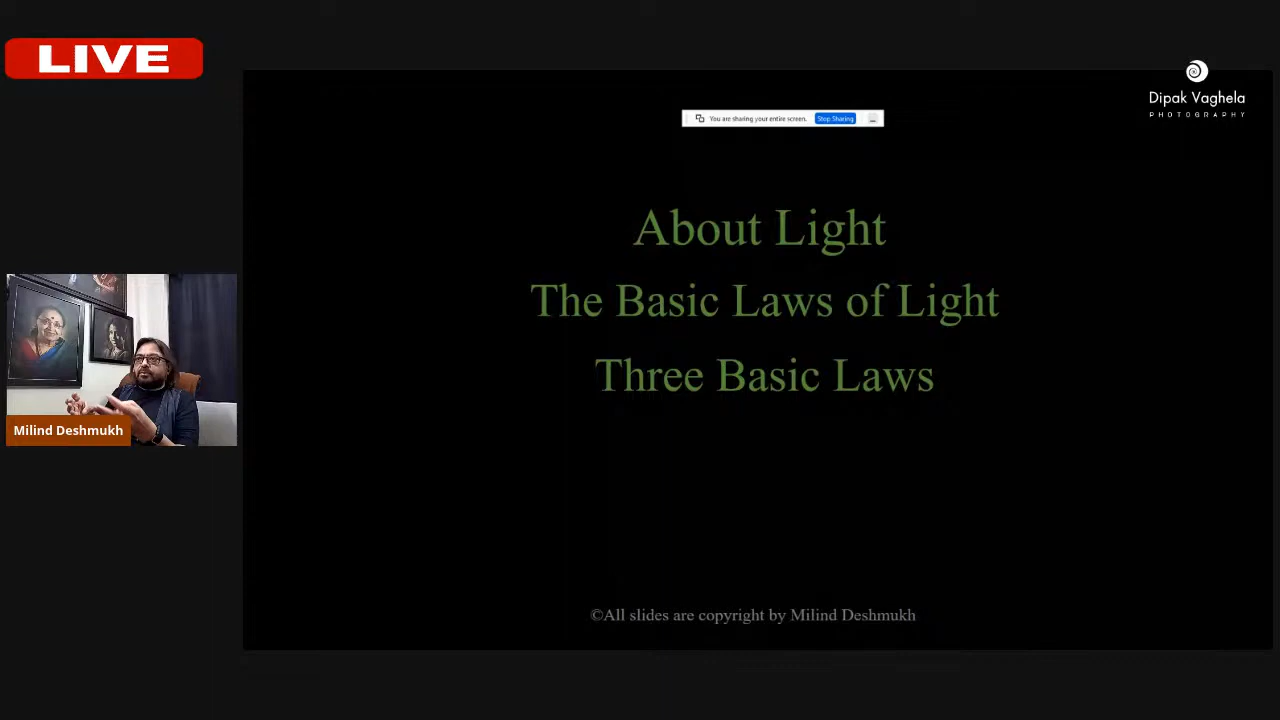 LIVE
Dipak Vaghela
PHOTOGRAPHY
You are sharing your entire screen. Stop Sharing
About Light
The Basic Laws of Light
Three Basic Laws
Milind Deshmukh
©All slides are copyright by Milind Deshmukh